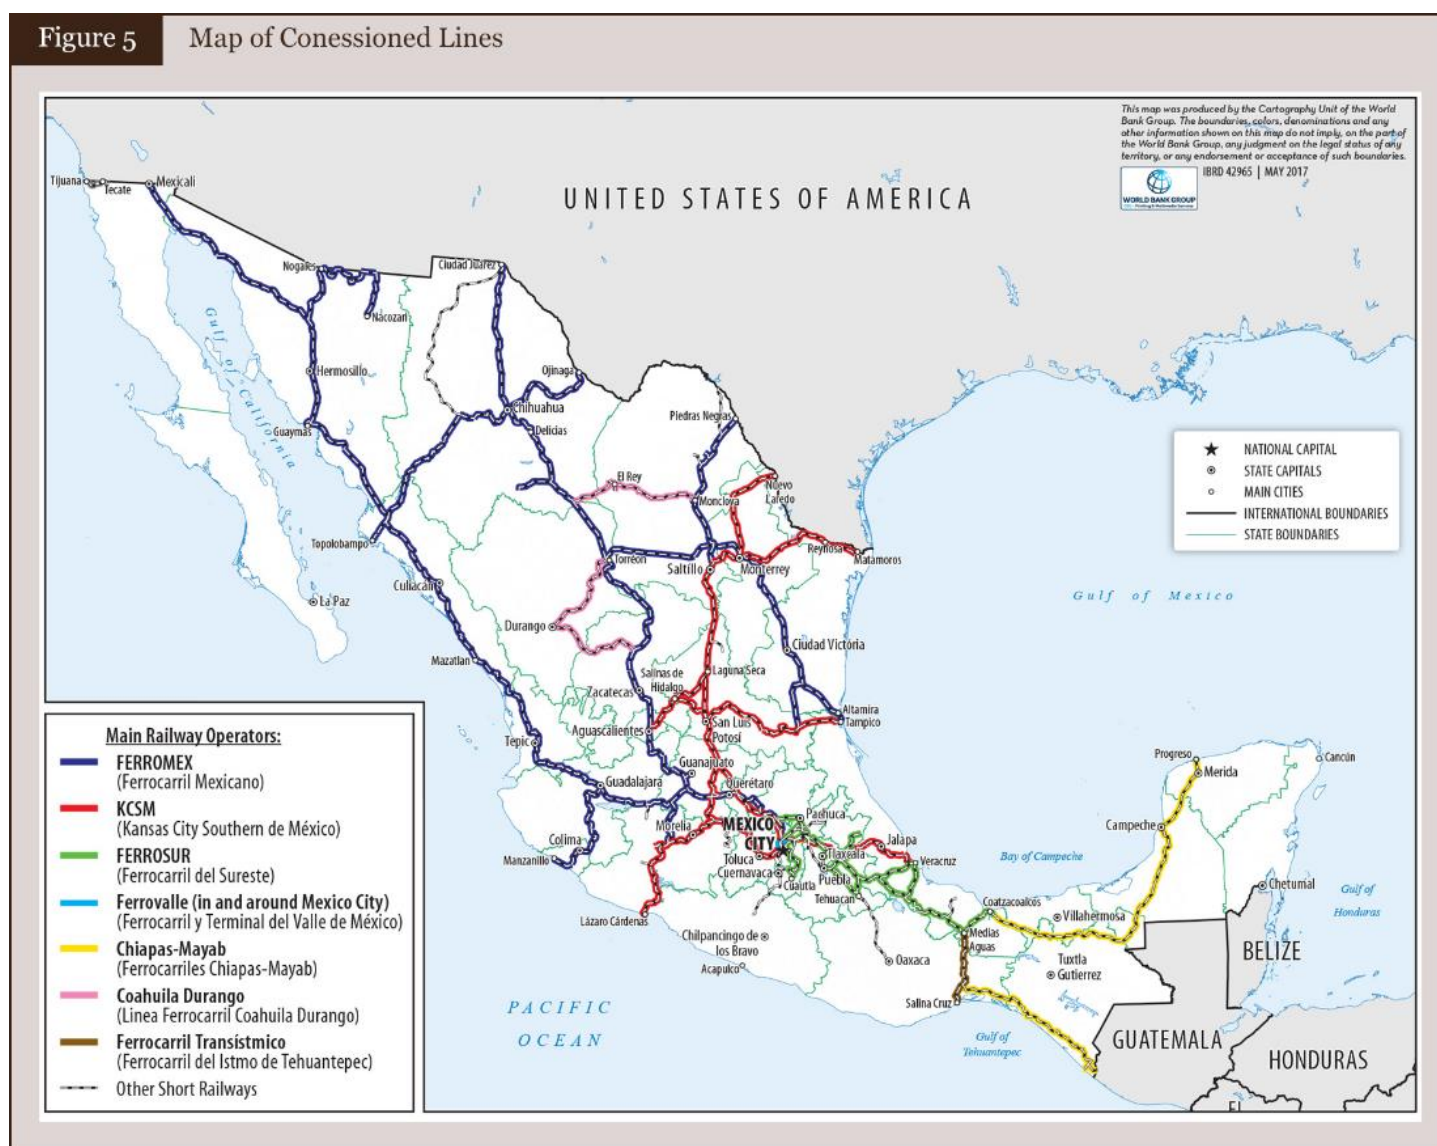 Figure 5
Map of Conessioned Lines
This map was produced by the Cartography Unit of the World
Bank Group. The boundaries, colors, denominations and any
other information shown on this map do not imply, on the part of
the World Bank Group, any judgment on the legal status of any
territory, or any endorsement or acceptance of such boundaries.
WORLD BANK GROUP
IBRD 42965 | MAY 2017
UNITED STATES OF AMERICA
Tijuana
Tecate
Mexicali
Nogales
Ciudad Juarez
Nacozari
Gulf of California
Hermosillo
Ojinaga
Chihuahua
Guaymas
Delicias
Piedras Negras
El Rey
Monclova
Nuevo
Laredo
Topolobampo
Torreón
Saltillo
Monterrey
Reynosa
Matamoros
Culiacán
La Paz
Durango
Gulf of Mexico
Ciudad Victoria
Mazatlan
Salinas de
Hidalgo
Laguna Seca
Zacatecas
Altamira
Tampico
Aguascalientes
San Luis
Potosí
Tepic
Guanajuato
Guadalajara
Querétaro
Progreso
Merida
Cancún
MEXICO
CITY
Pachuca
Morelia
Colima
Manzanillo
Toluca
Tlaxcala
Jalapa
Campeche
Cuernavaca
Puebla
Veracruz
Bay of Campeche
Cuautla
Tehuacan
Chetumal
Gulf of
Honduras
Coatzacoalcos
Villahermosa
Lázaro Cárdenas
Chilpancingo de
los Bravo
Medias
Aguas
BELIZE
Acapulco
Oaxaca
Tuxtla
Gutierrez
Salina Cruz
PACIFIC
OCEAN
Gulf of
Tehuantepec
GUATEMALA
HONDURAS
EL
NATIONAL CAPITAL
STATE CAPITALS
MAIN CITIES
INTERNATIONAL BOUNDARIES
STATE BOUNDARIES
Main Railway Operators:
FERROMEX
(Ferrocarril Mexicano)
KCSM
(Kansas City Southern de México)
FERROSUR
(Ferrocarril del Sureste)
Ferrovalle (in and around Mexico City)
(Ferrocarril y Terminal del Valle de México)
Chiapas-Mayab
(Ferrocarriles Chiapas-Mayab)
Coahuila Durango
(Linea Ferrocarril Coahuila Durango)
Ferrocarril Transístmico
(Ferrocarril del Istmo de Tehuantepec)
Other Short Railways